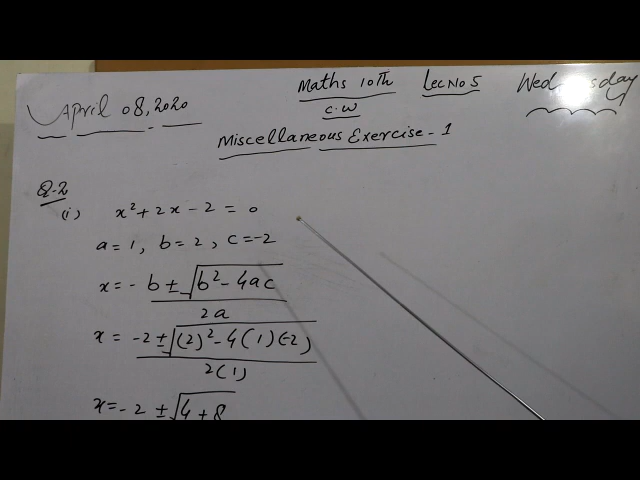 Maths 10th Lec No 5 Wednesday
April 08, 2020
C.W
Miscellaneous Exercise - 1
Q.2
(i) x² + 2x - 2 = 0
a = 1, b = 2, c = -2
x = - b ± √b² - 4ac
2a
x = -2 ± √(2)² - 4(1)(-2)
2(1)
x = -2 ± √4 + 8